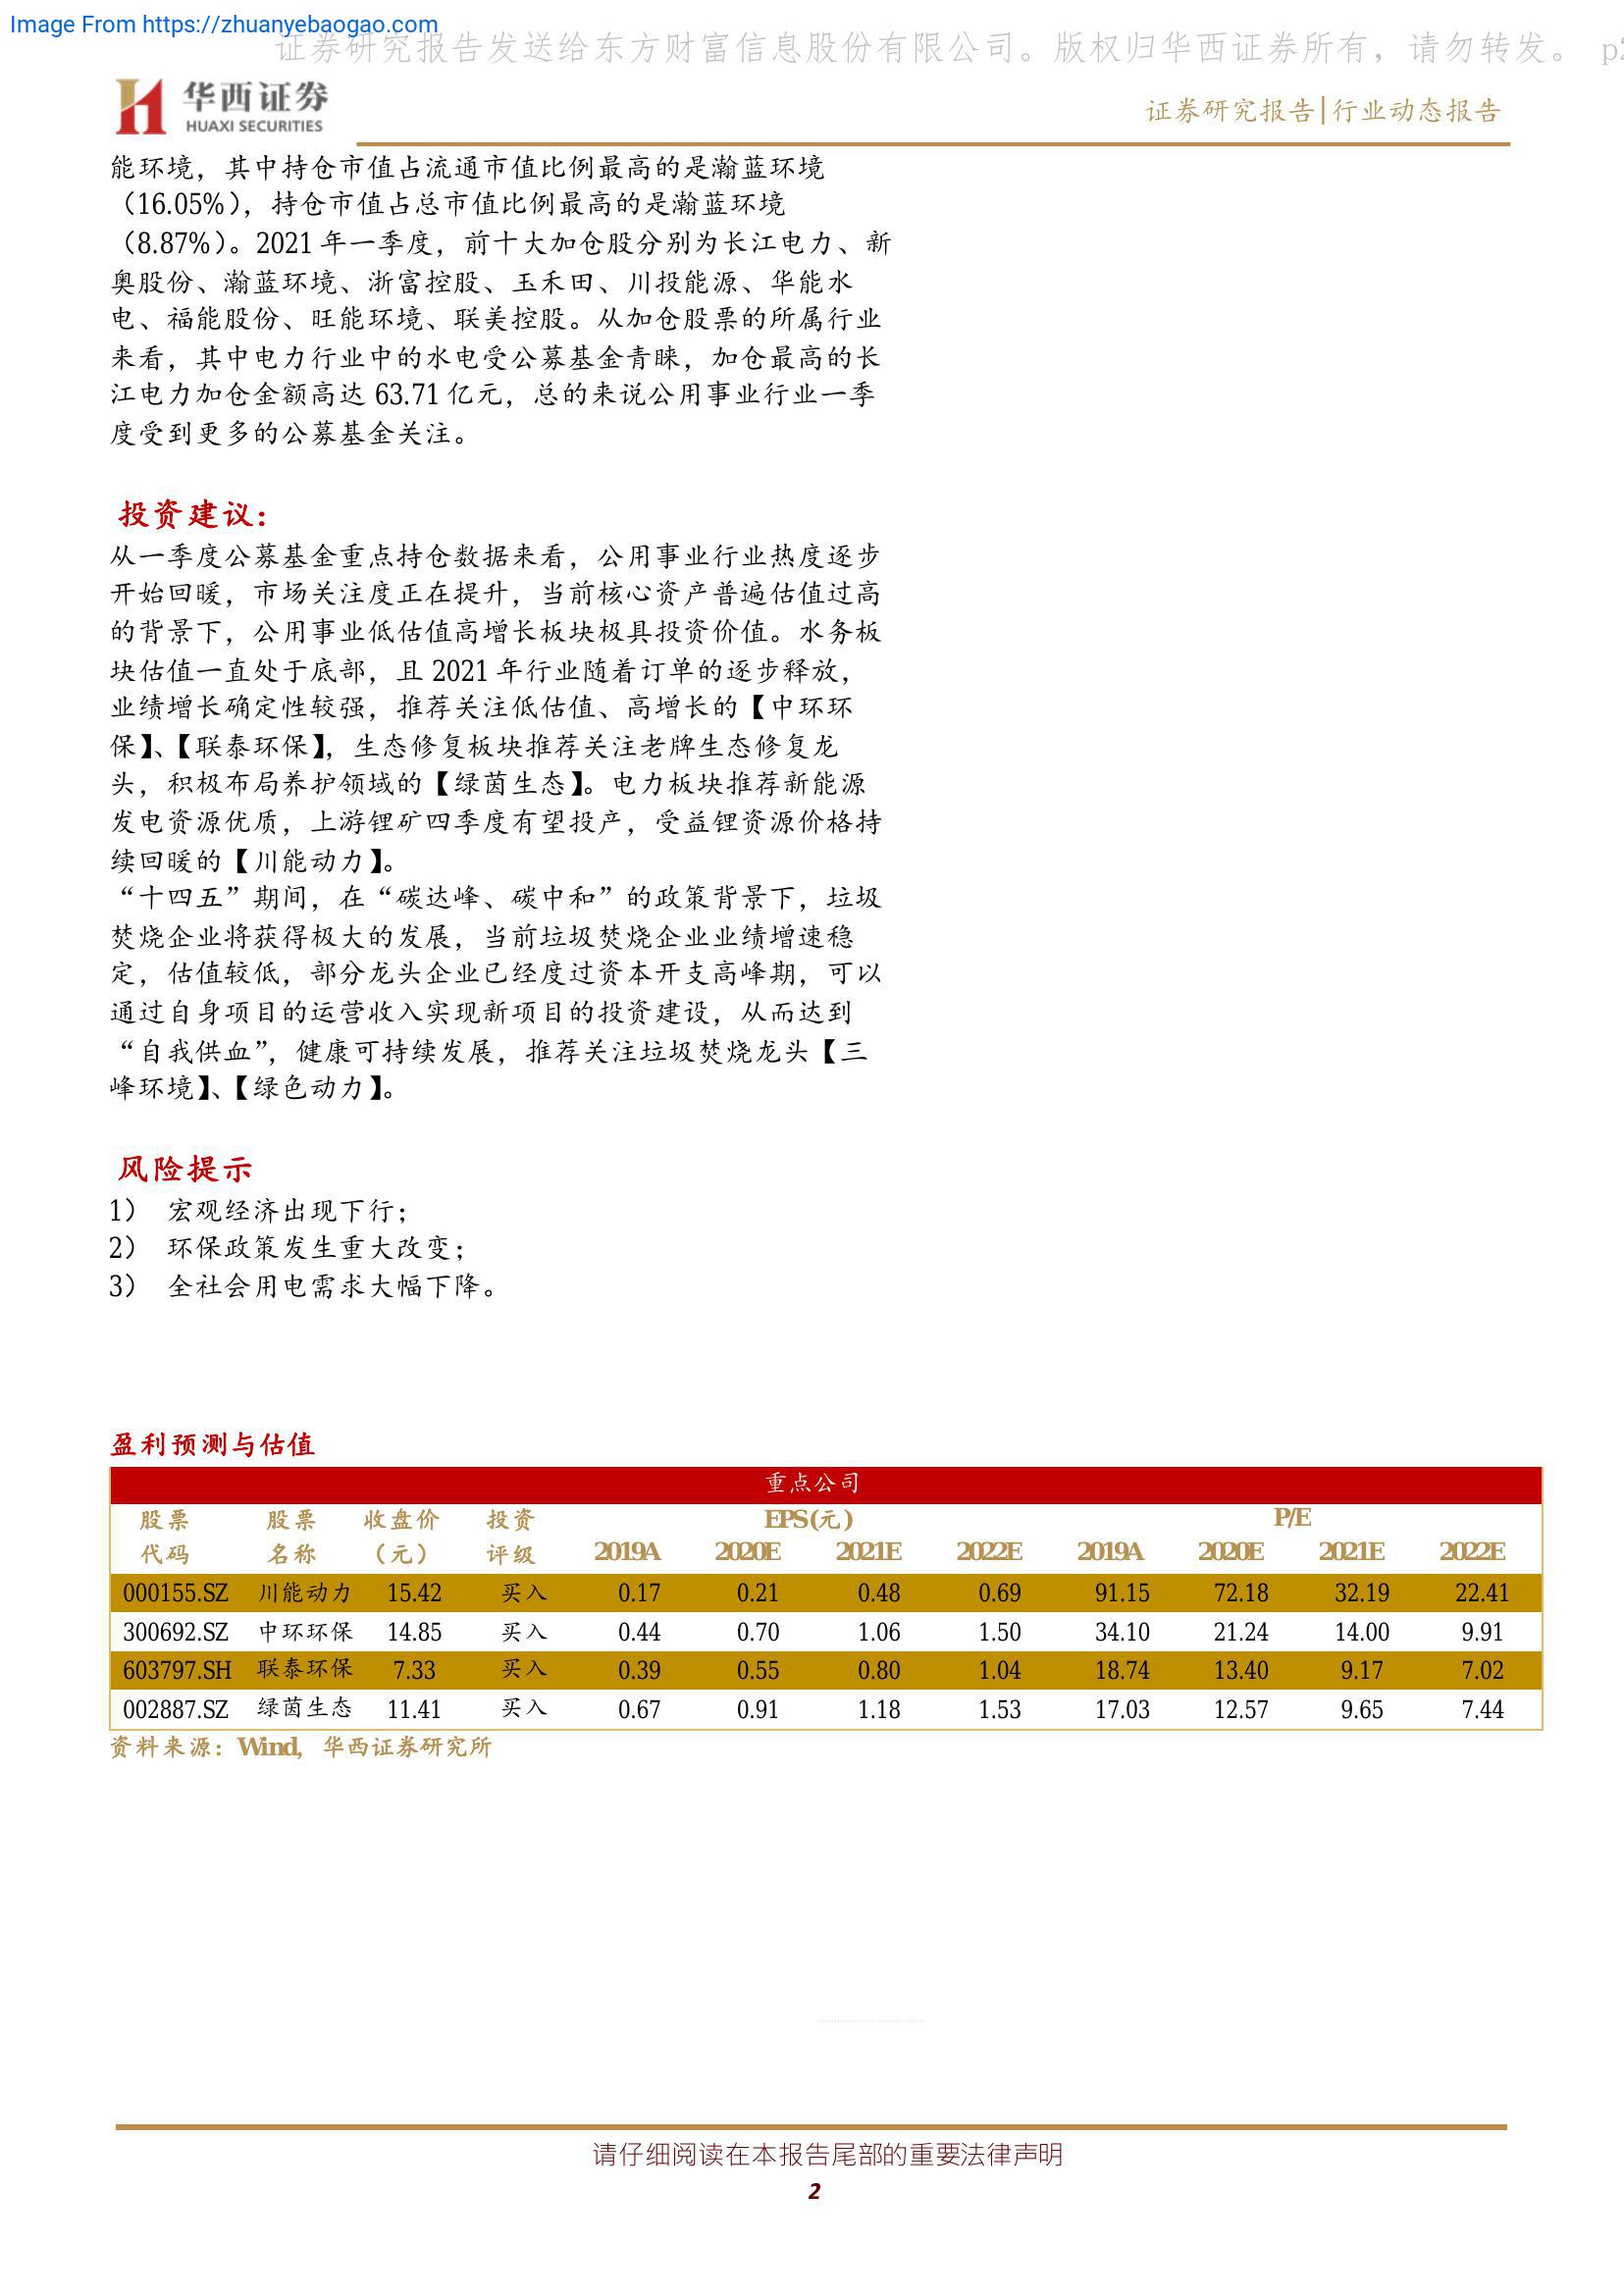 Image From https://zhuanyebaogao.com
证券研究报告发送给东方财富信息股份有限公司。版权归华西证券所有，请勿转发。 p2
华西证券
HUAXI SECURITIES
证券研究报告|行业动态报告
能环境，其中持仓市值占流通市值比例最高的是瀚蓝环境
（16.05%），持仓市值占总市值比例最高的是瀚蓝环境
（8.87%）。2021 年一季度，前十大加仓股分别为长江电力、新
奥股份、瀚蓝环境、浙富控股、玉禾田、川投能源、华能水
电、福能股份、旺能环境、联美控股。从加仓股票的所属行业
来看，其中电力行业中的水电受公募基金青睐，加仓最高的长
江电力加仓金额高达 63.71 亿元，总的来说公用事业行业一季
度受到更多的公募基金关注。
投资建议：
从一季度公募基金重点持仓数据来看，公用事业行业热度逐步
开始回暖，市场关注度正在提升，当前核心资产普遍估值过高
的背景下，公用事业低估值高增长板块极具投资价值。水务板
块估值一直处于底部，且 2021 年行业随着订单的逐步释放，
业绩增长确定性较强，推荐关注低估值、高增长的【中环环
保】、【联泰环保】，生态修复板块推荐关注老牌生态修复龙
头，积极布局养护领域的【绿茵生态】。电力板块推荐新能源
发电资源优质，上游锂矿四季度有望投产，受益锂资源价格持
续回暖的【川能动力】。
“十四五”期间，在“碳达峰、碳中和”的政策背景下，垃圾
焚烧企业将获得极大的发展，当前垃圾焚烧企业业绩增速稳
定，估值较低，部分龙头企业已经度过资本开支高峰期，可以
通过自身项目的运营收入实现新项目的投资建设，从而达到
“自我供血”，健康可持续发展，推荐关注垃圾焚烧龙头【三
峰环境】、【绿色动力】。
风险提示
1） 宏观经济出现下行；
2） 环保政策发生重大改变；
3） 全社会用电需求大幅下降。
盈利预测与估值
重点公司
股票 股票 收盘价 投资 EPS(元) P/E
代码 名称 （元） 评级 2019A 2020E 2021E 2022E 2019A 2020E 2021E 2022E
000155.SZ 川能动力 15.42 买入 0.17 0.21 0.48 0.69 91.15 72.18 32.19 22.41
300692.SZ 中环环保 14.85 买入 0.44 0.70 1.06 1.50 34.10 21.24 14.00 9.91
603797.SH 联泰环保 7.33 买入 0.39 0.55 0.80 1.04 18.74 13.40 9.17 7.02
002887.SZ 绿茵生态 11.41 买入 0.67 0.91 1.18 1.53 17.03 12.57 9.65 7.44
资料来源：Wind，华西证券研究所
请仔细阅读在本报告尾部的重要法律声明
2